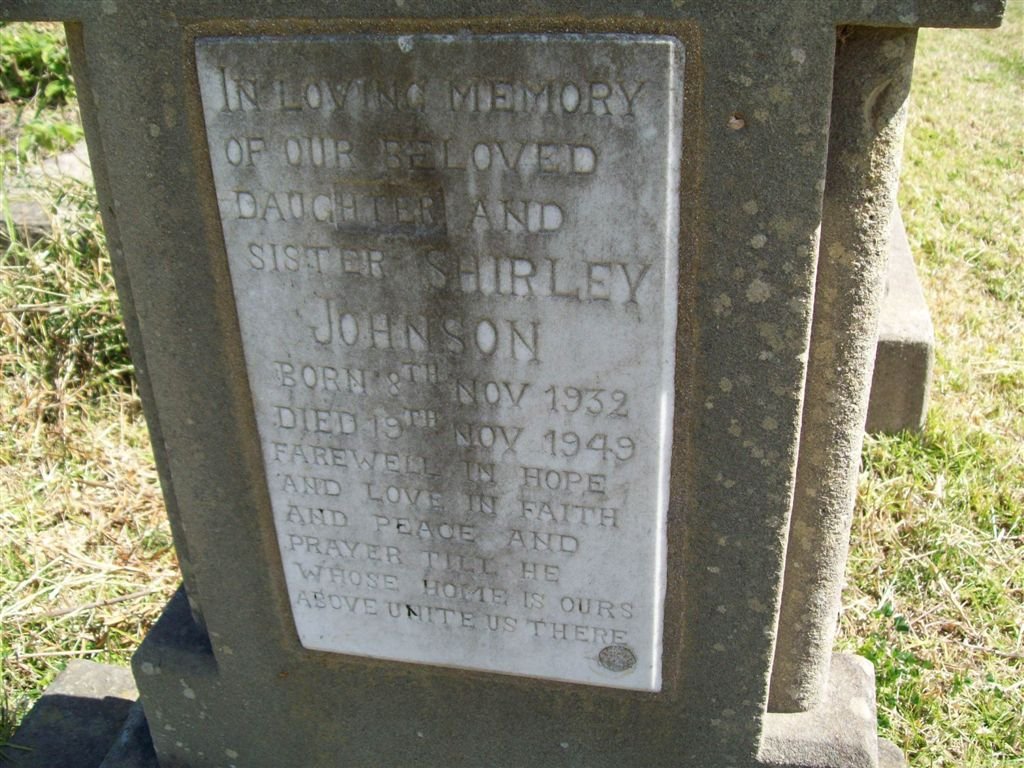 IN LOVING MEMORY
OF OUR BELOVED
DAUGHTER AND
SISTER SHIRLEY
JOHNSON
BORN 8TH NOV 1932
DIED 19TH NOV 1949
FAREWELL IN HOPE
AND LOVE IN FAITH
AND PEACE AND
PRAYER TILL HE
WHOSE HOME IS OURS
ABOVE UNITE US THERE